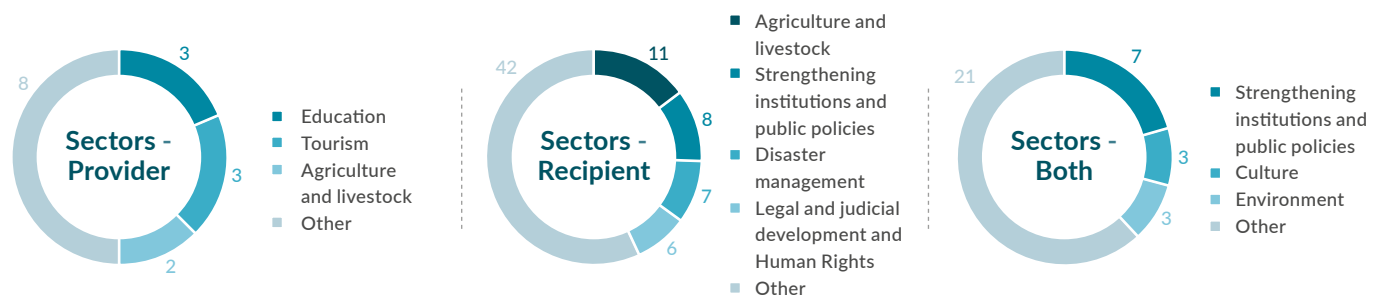 3
8
Sectors -
Provider
3
2
Education
Tourism
Agriculture
and livestock
Other
42
11
Sectors -
Recipient
8
7
6
Agriculture and
livestock
Strengthening
institutions and
public policies
Disaster
management
Legal and judicial
development and
Human Rights
Other
21
7
Sectors -
Both
3
3
Strengthening
institutions and
public policies
Culture
Environment
Other